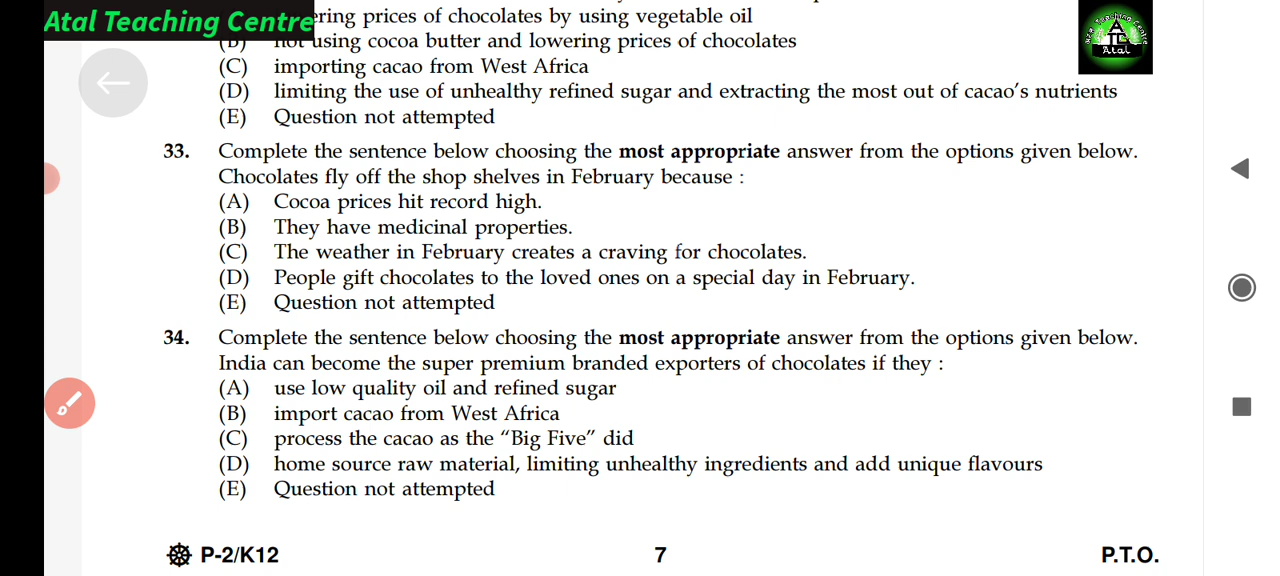 Atal Teaching Centre
ering prices of chocolates by using vegetable oil
(B) not using cocoa butter and lowering prices of chocolates
(C) importing cacao from West Africa
(D) limiting the use of unhealthy refined sugar and extracting the most out of cacao's nutrients
(E) Question not attempted
33. Complete the sentence below choosing the most appropriate answer from the options given below.
Chocolates fly off the shop shelves in February because :
(A) Cocoa prices hit record high.
(B) They have medicinal properties.
(C) The weather in February creates a craving for chocolates.
(D) People gift chocolates to the loved ones on a special day in February.
(E) Question not attempted
34. Complete the sentence below choosing the most appropriate answer from the options given below.
India can become the super premium branded exporters of chocolates if they :
(A) use low quality oil and refined sugar
(B) import cacao from West Africa
(C) process the cacao as the “Big Five” did
(D) home source raw material, limiting unhealthy ingredients and add unique flavours
(E) Question not attempted
P-2/K12 7 P.T.O.
Atal